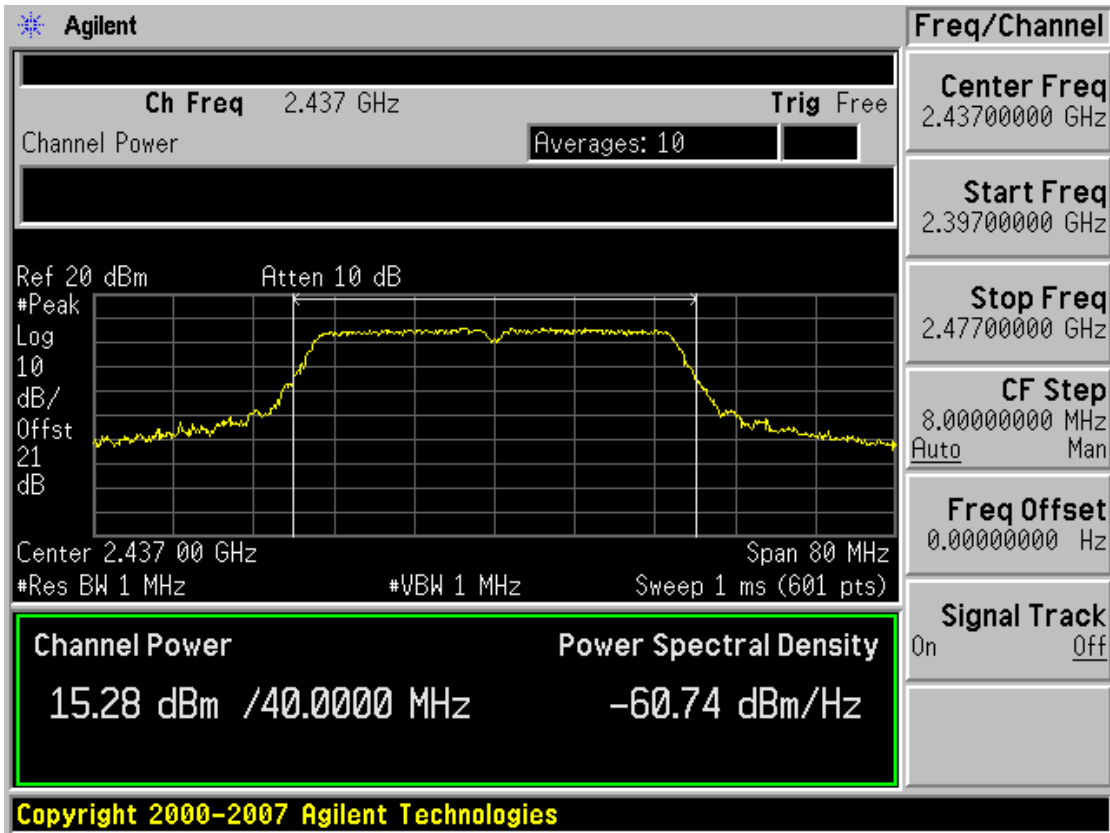 Agilent
Freq/Channel
Ch Freq 2.437 GHz Trig Free
Channel Power Averages: 10
Ref 20 dBm Atten 10 dB
#Peak
Log
10
dB/
Offst
21
dB
Center 2.437 00 GHz Span 80 MHz
#Res BW 1 MHz #VBW 1 MHz Sweep 1 ms (601 pts)
Channel Power Power Spectral Density
15.28 dBm /40.0000 MHz -60.74 dBm/Hz
Center Freq
2.43700000 GHz
Start Freq
2.39700000 GHz
Stop Freq
2.47700000 GHz
CF Step
8.00000000 MHz
Auto Man
Freq Offset
0.00000000 Hz
Signal Track
On Off
Copyright 2000-2007 Agilent Technologies